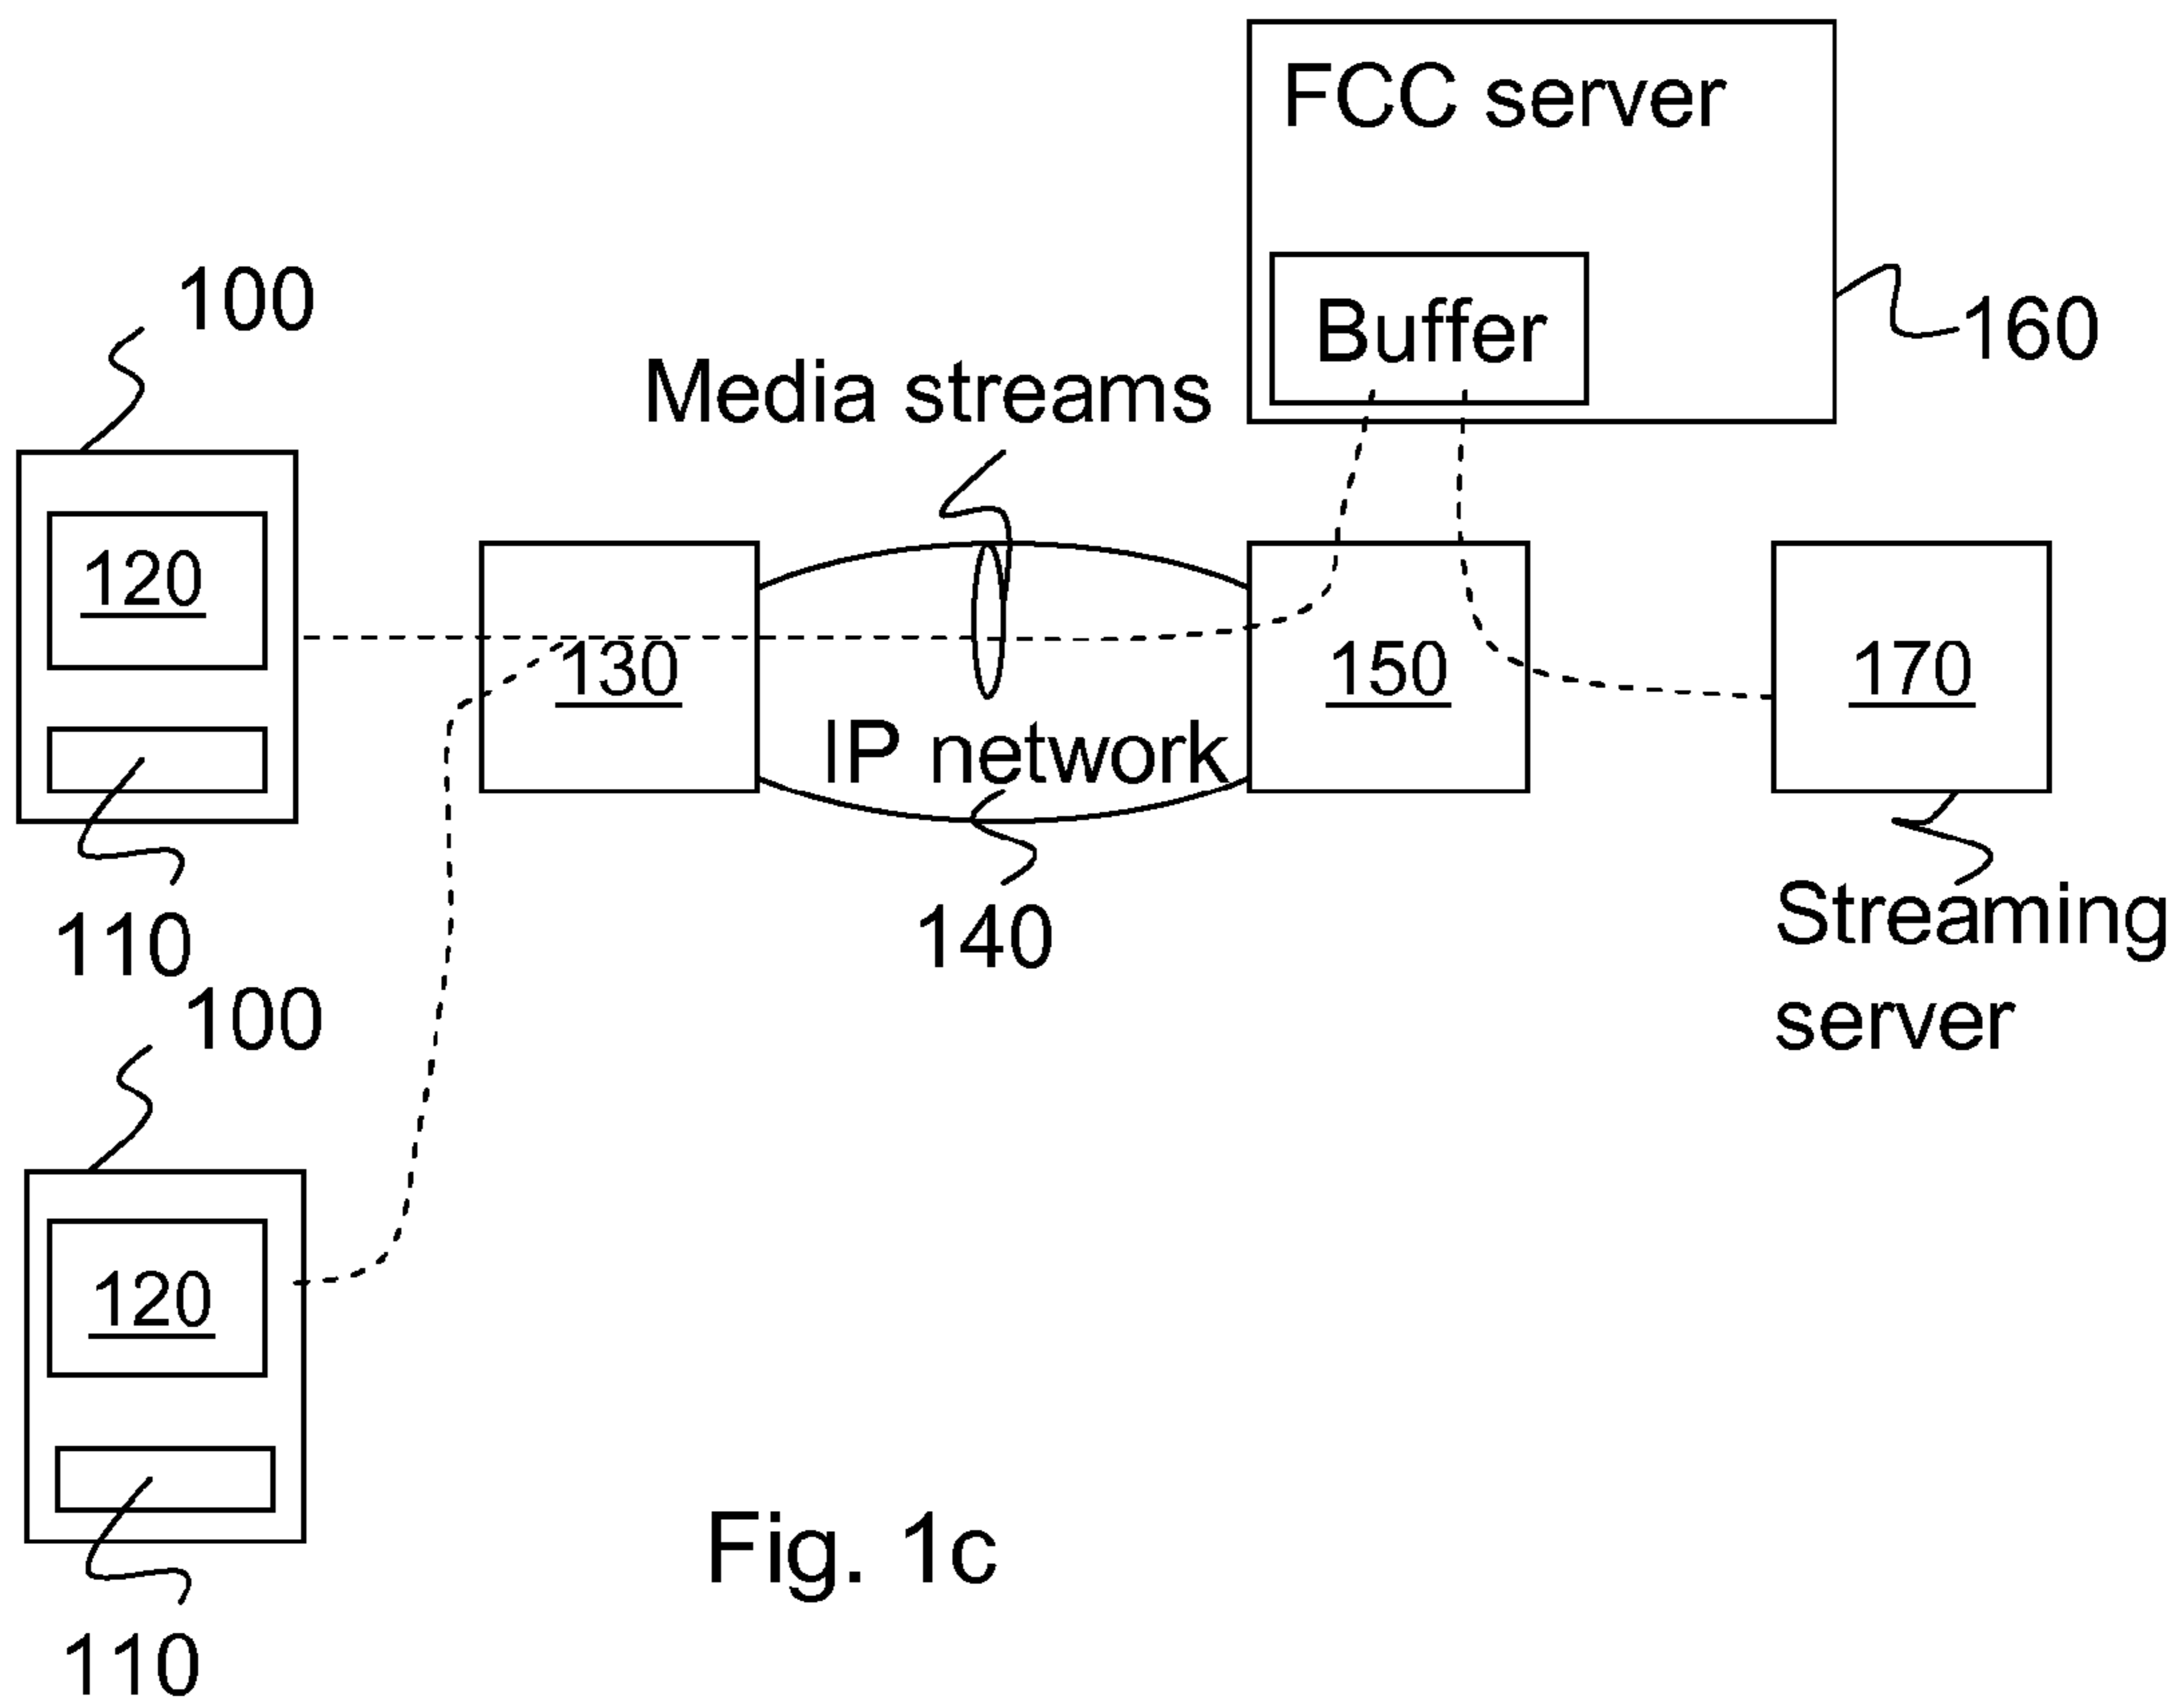 FCC server
100
Buffer
160
Media streams
120
130
150
170
IP network
110
140
Streaming
server
100
120
Fig. 1c
110